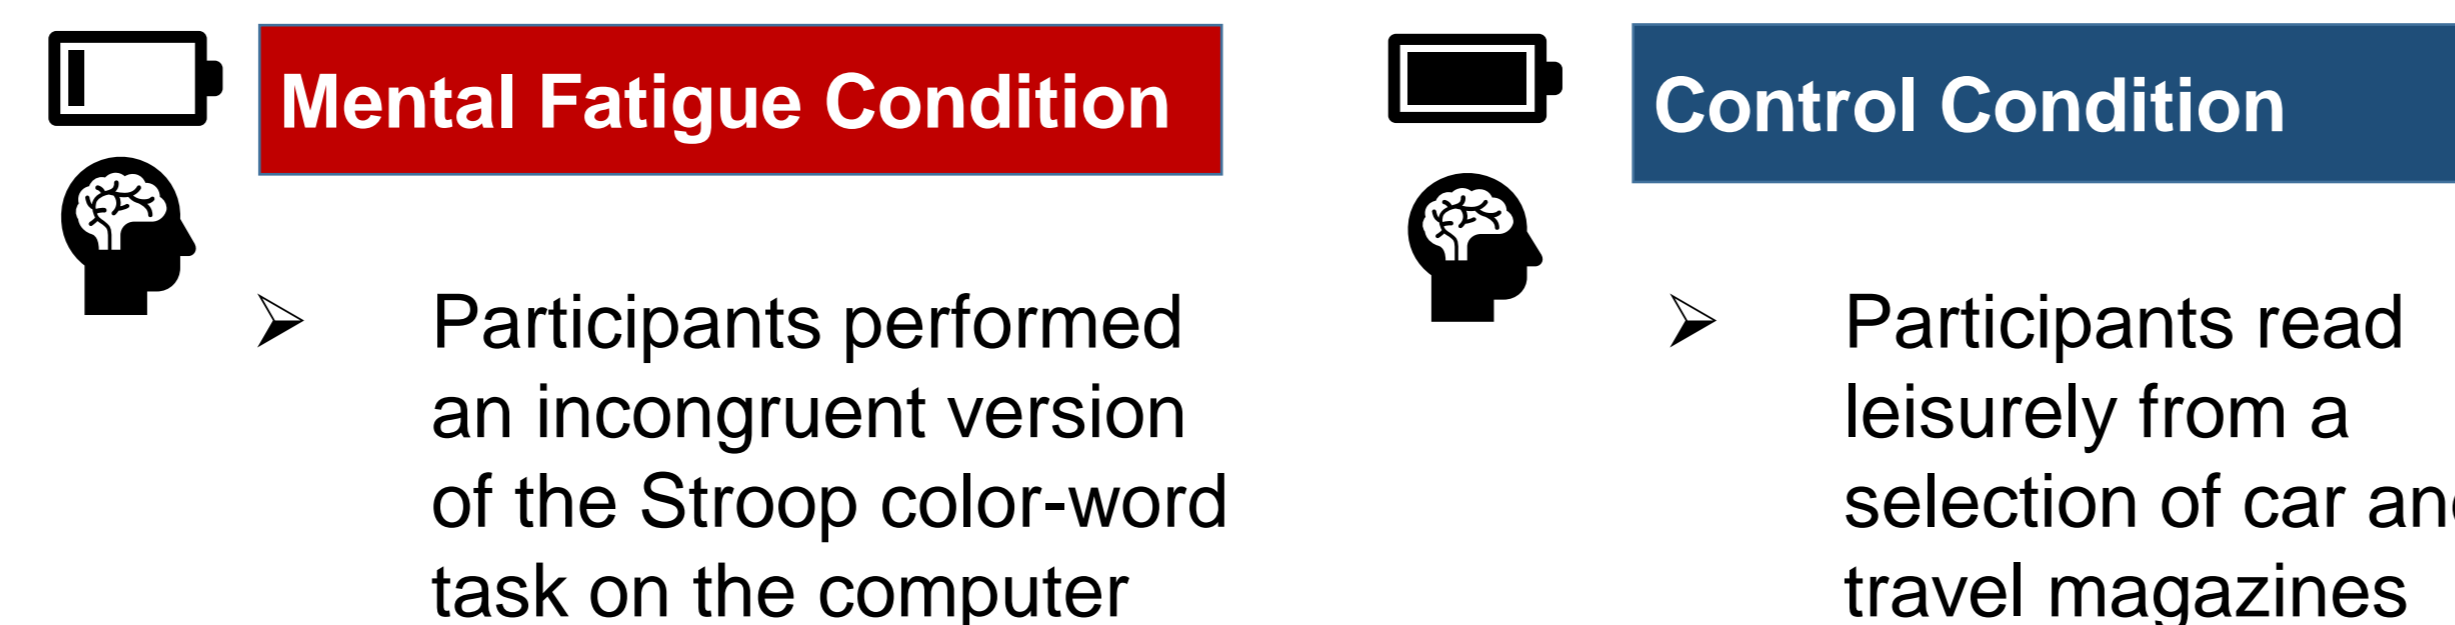 Mental Fatigue Condition
Participants performed
an incongruent version
of the Stroop color-word
task on the computer
Control Condition
Participants read
leisurely from a
selection of car and
travel magazines